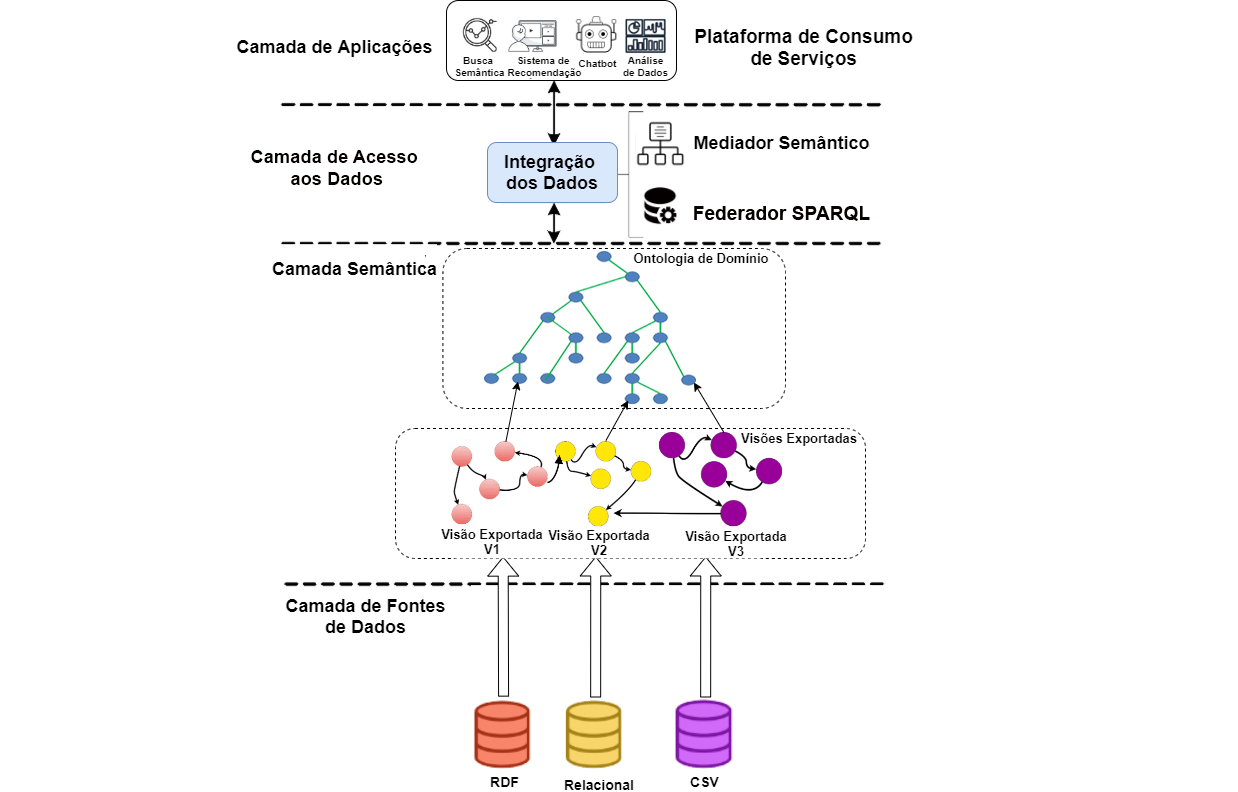 Camada de Aplicações
Busca
Semântica
Sistema de
Recomendação
Chatbot
Análise
de Dados
Plataforma de Consumo
de Serviços
Camada de Acesso
aos Dados
Integração
dos Dados
Mediador Semântico
Federador SPARQL
Camada Semântica
Ontologia de Domínio
Visões Exportadas
Visão Exportada
V1
Visão Exportada
V2
Visão Exportada
V3
Camada de Fontes
de Dados
RDF
Relacional
CSV